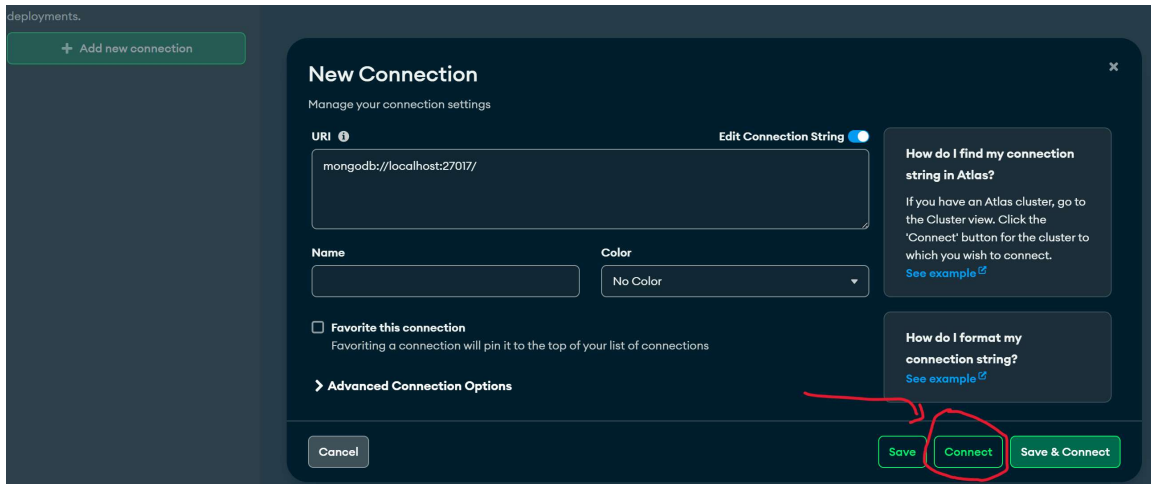 deployments.
+ Add new connection
New Connection
Manage your connection settings
URI
Edit Connection String
mongodb://localhost:27017/
Name
Color
No Color
Favorite this connection
Favoriting a connection will pin it to the top of your list of connections
Advanced Connection Options
How do I find my connection
string in Atlas?
If you have an Atlas cluster, go to
the Cluster view. Click the
'Connect' button for the cluster to
which you wish to connect.
See example
How do I format my
connection string?
See example
Cancel
Save
Connect
Save & Connect